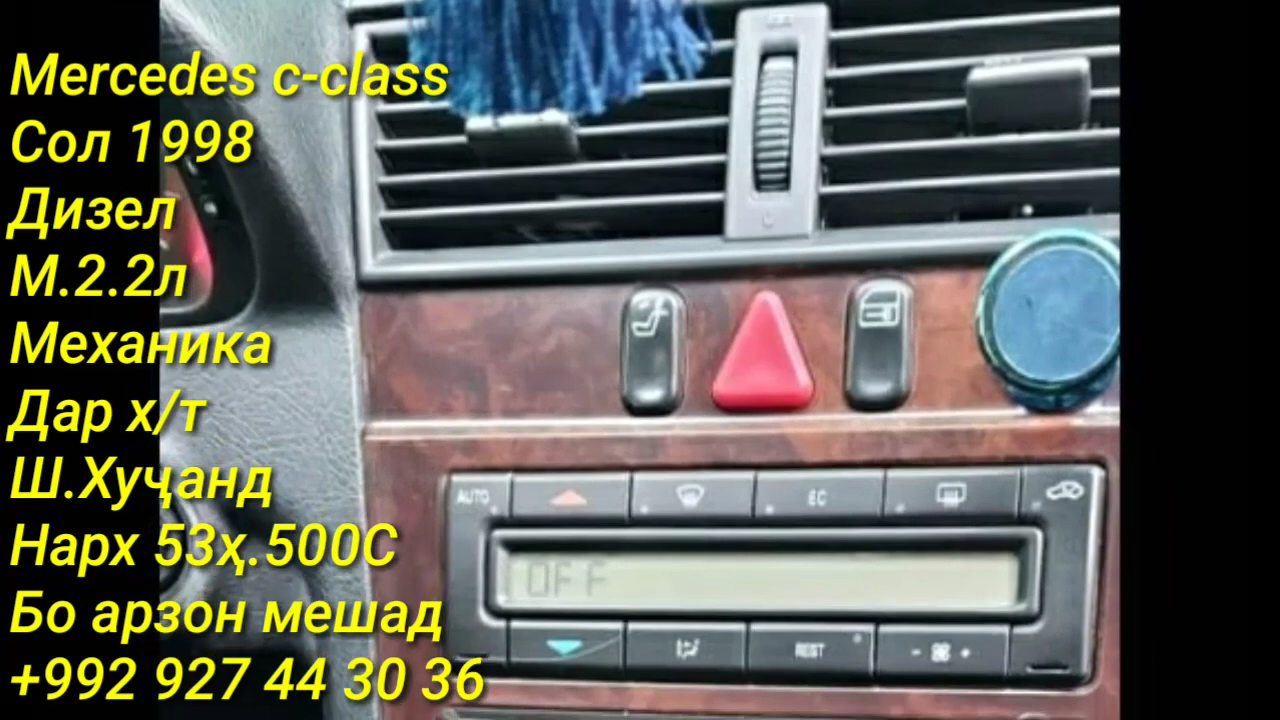 Mercedes c-class
Сол 1998
Дизел
М.2.2л
Механика
Дар х/т
Ш.Хуҷанд
Нарх 53ҳ.500С
Бо арзон мешад
+992 927 44 30 36
AUTO EC
OFF
REST